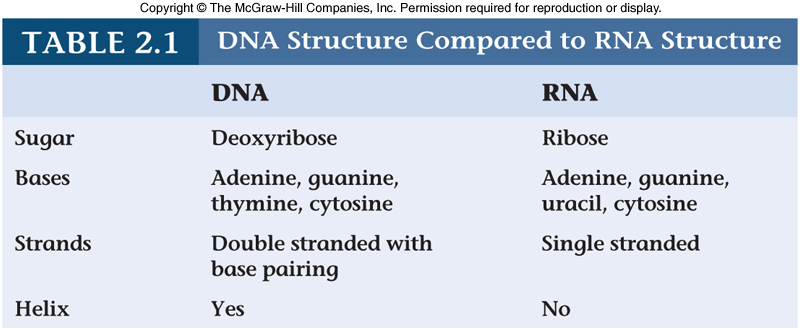 Copyright © The McGraw-Hill Companies, Inc. Permission required for reproduction or display.
TABLE 2.1 DNA Structure Compared to RNA Structure
DNA RNA
Sugar Deoxyribose Ribose
Bases Adenine, guanine, Adenine, guanine,
thymine, cytosine uracil, cytosine
Strands Double stranded with Single stranded
base pairing
Helix Yes No